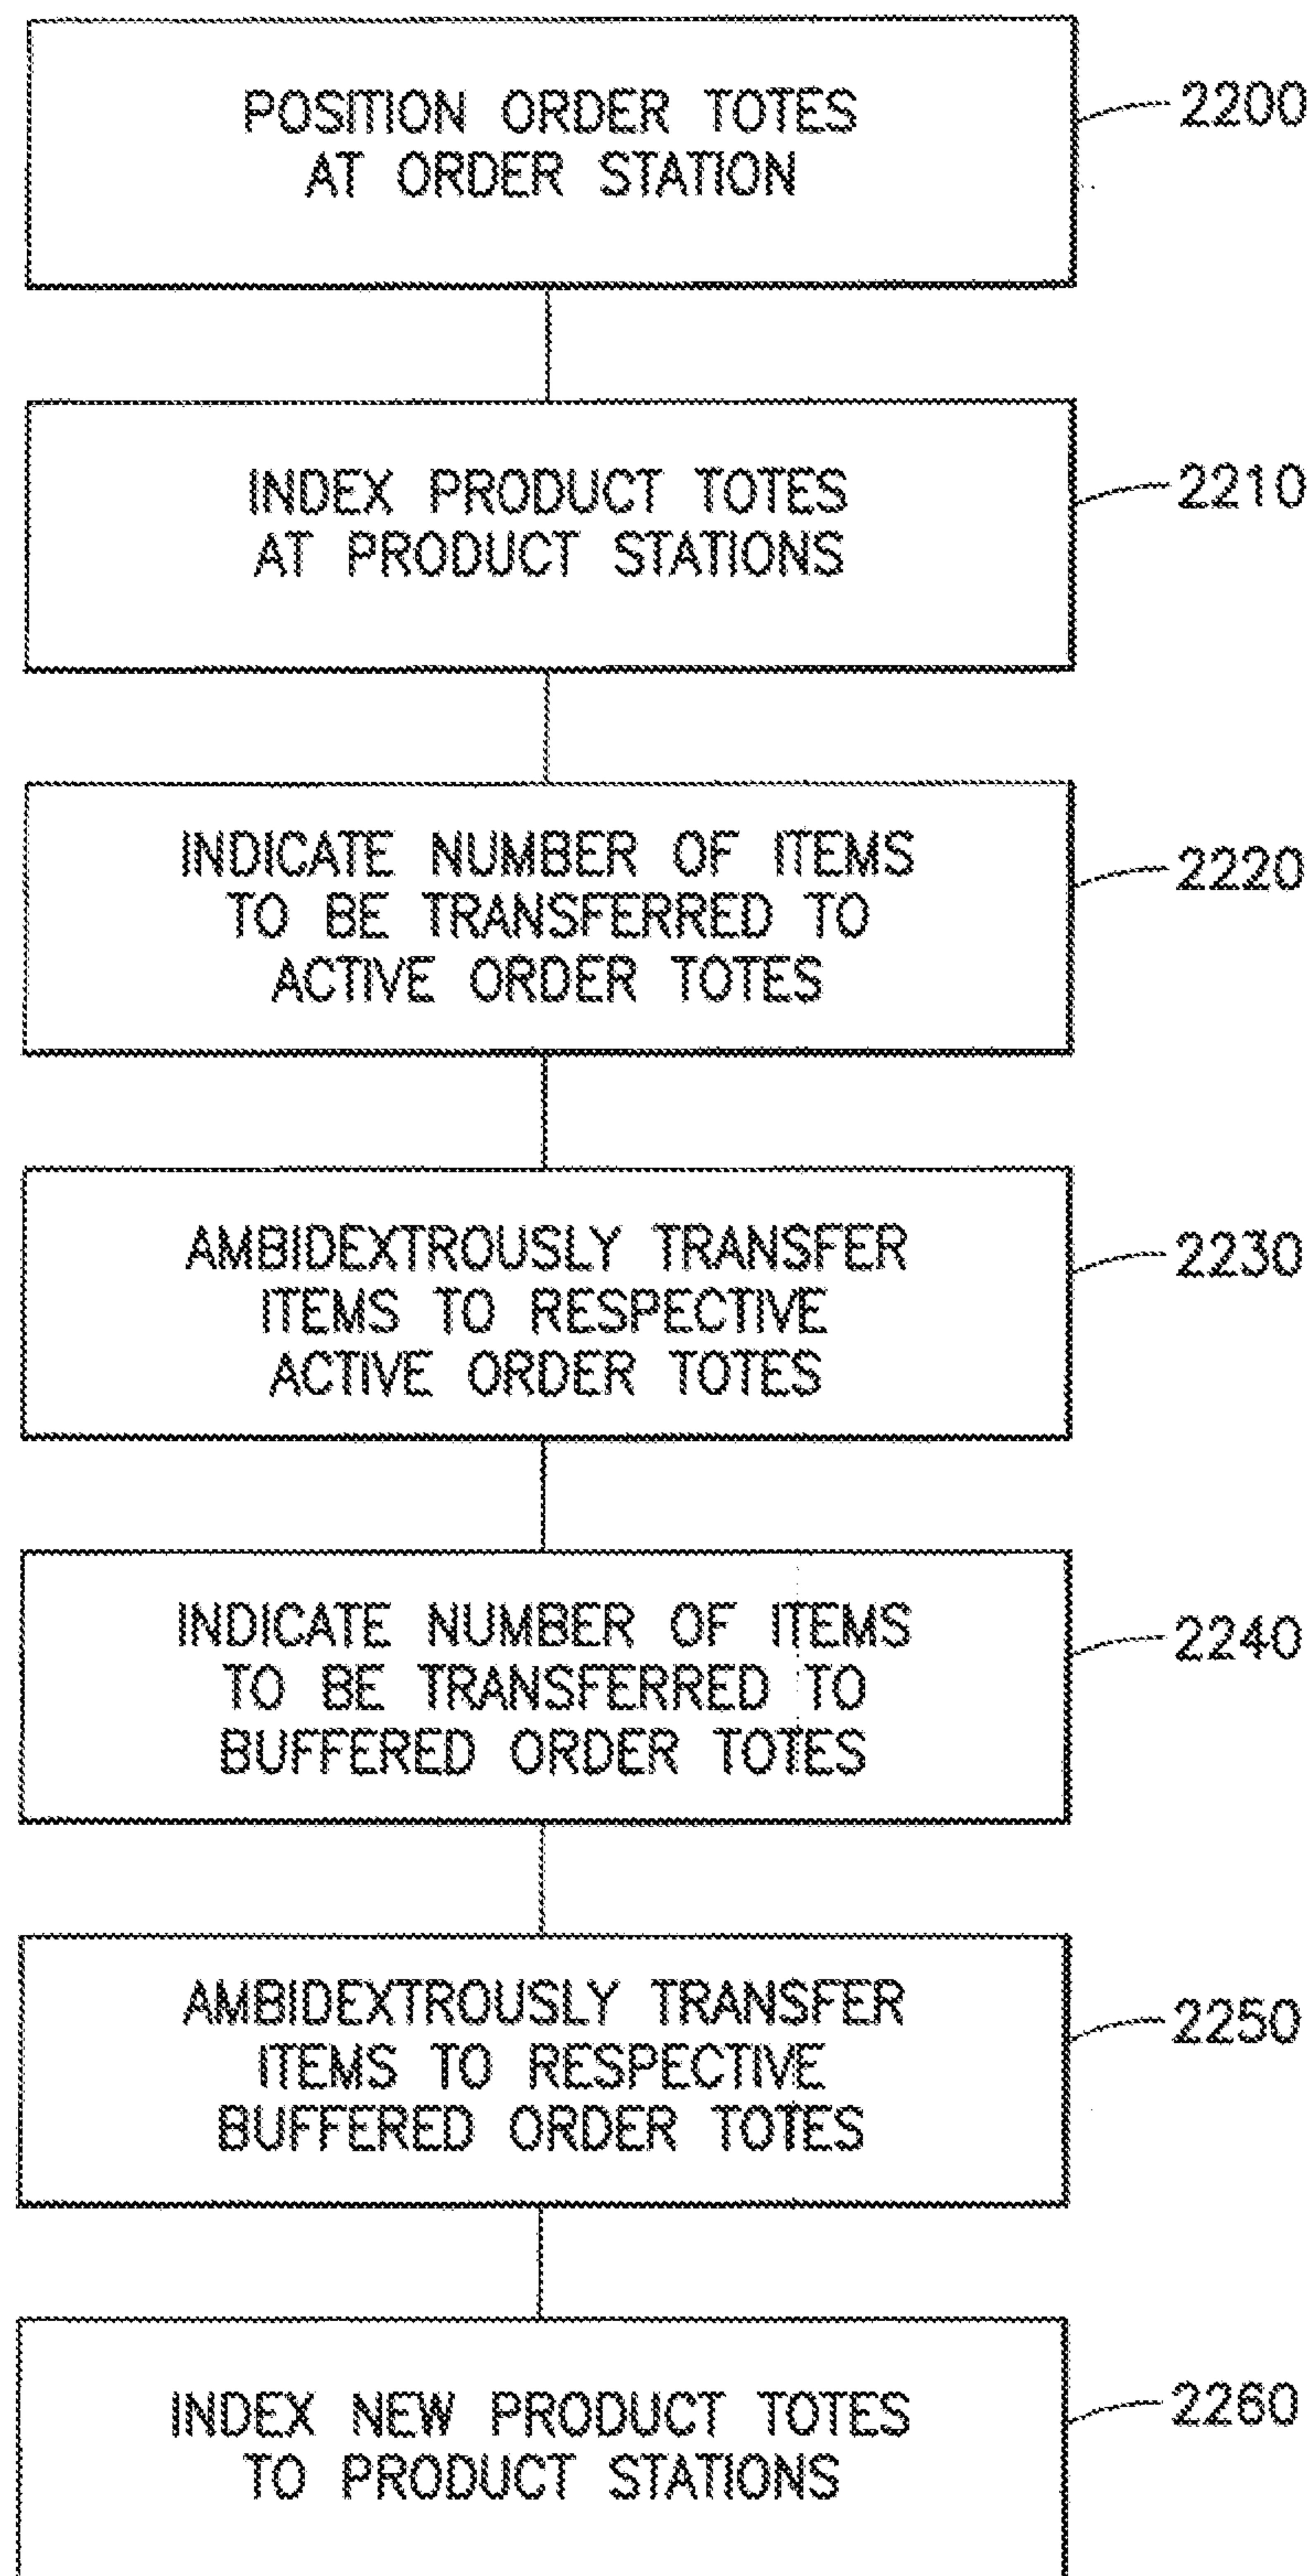 POSITION ORDER TOTES
AT ORDER STATION
2200
INDEX PRODUCT TOTES
AT PRODUCT STATIONS
2210
INDICATE NUMBER OF ITEMS
TO BE TRANSFERRED TO
ACTIVE ORDER TOTES
2220
AMBIDEXTROUSLY TRANSFER
ITEMS TO RESPECTIVE
ACTIVE ORDER TOTES
2230
INDICATE NUMBER OF ITEMS
TO BE TRANSFERRED TO
BUFFERED ORDER TOTES
2240
AMBIDEXTROUSLY TRANSFER
ITEMS TO RESPECTIVE
BUFFERED ORDER TOTES
2250
INDEX NEW PRODUCT TOTES
TO PRODUCT STATIONS
2260